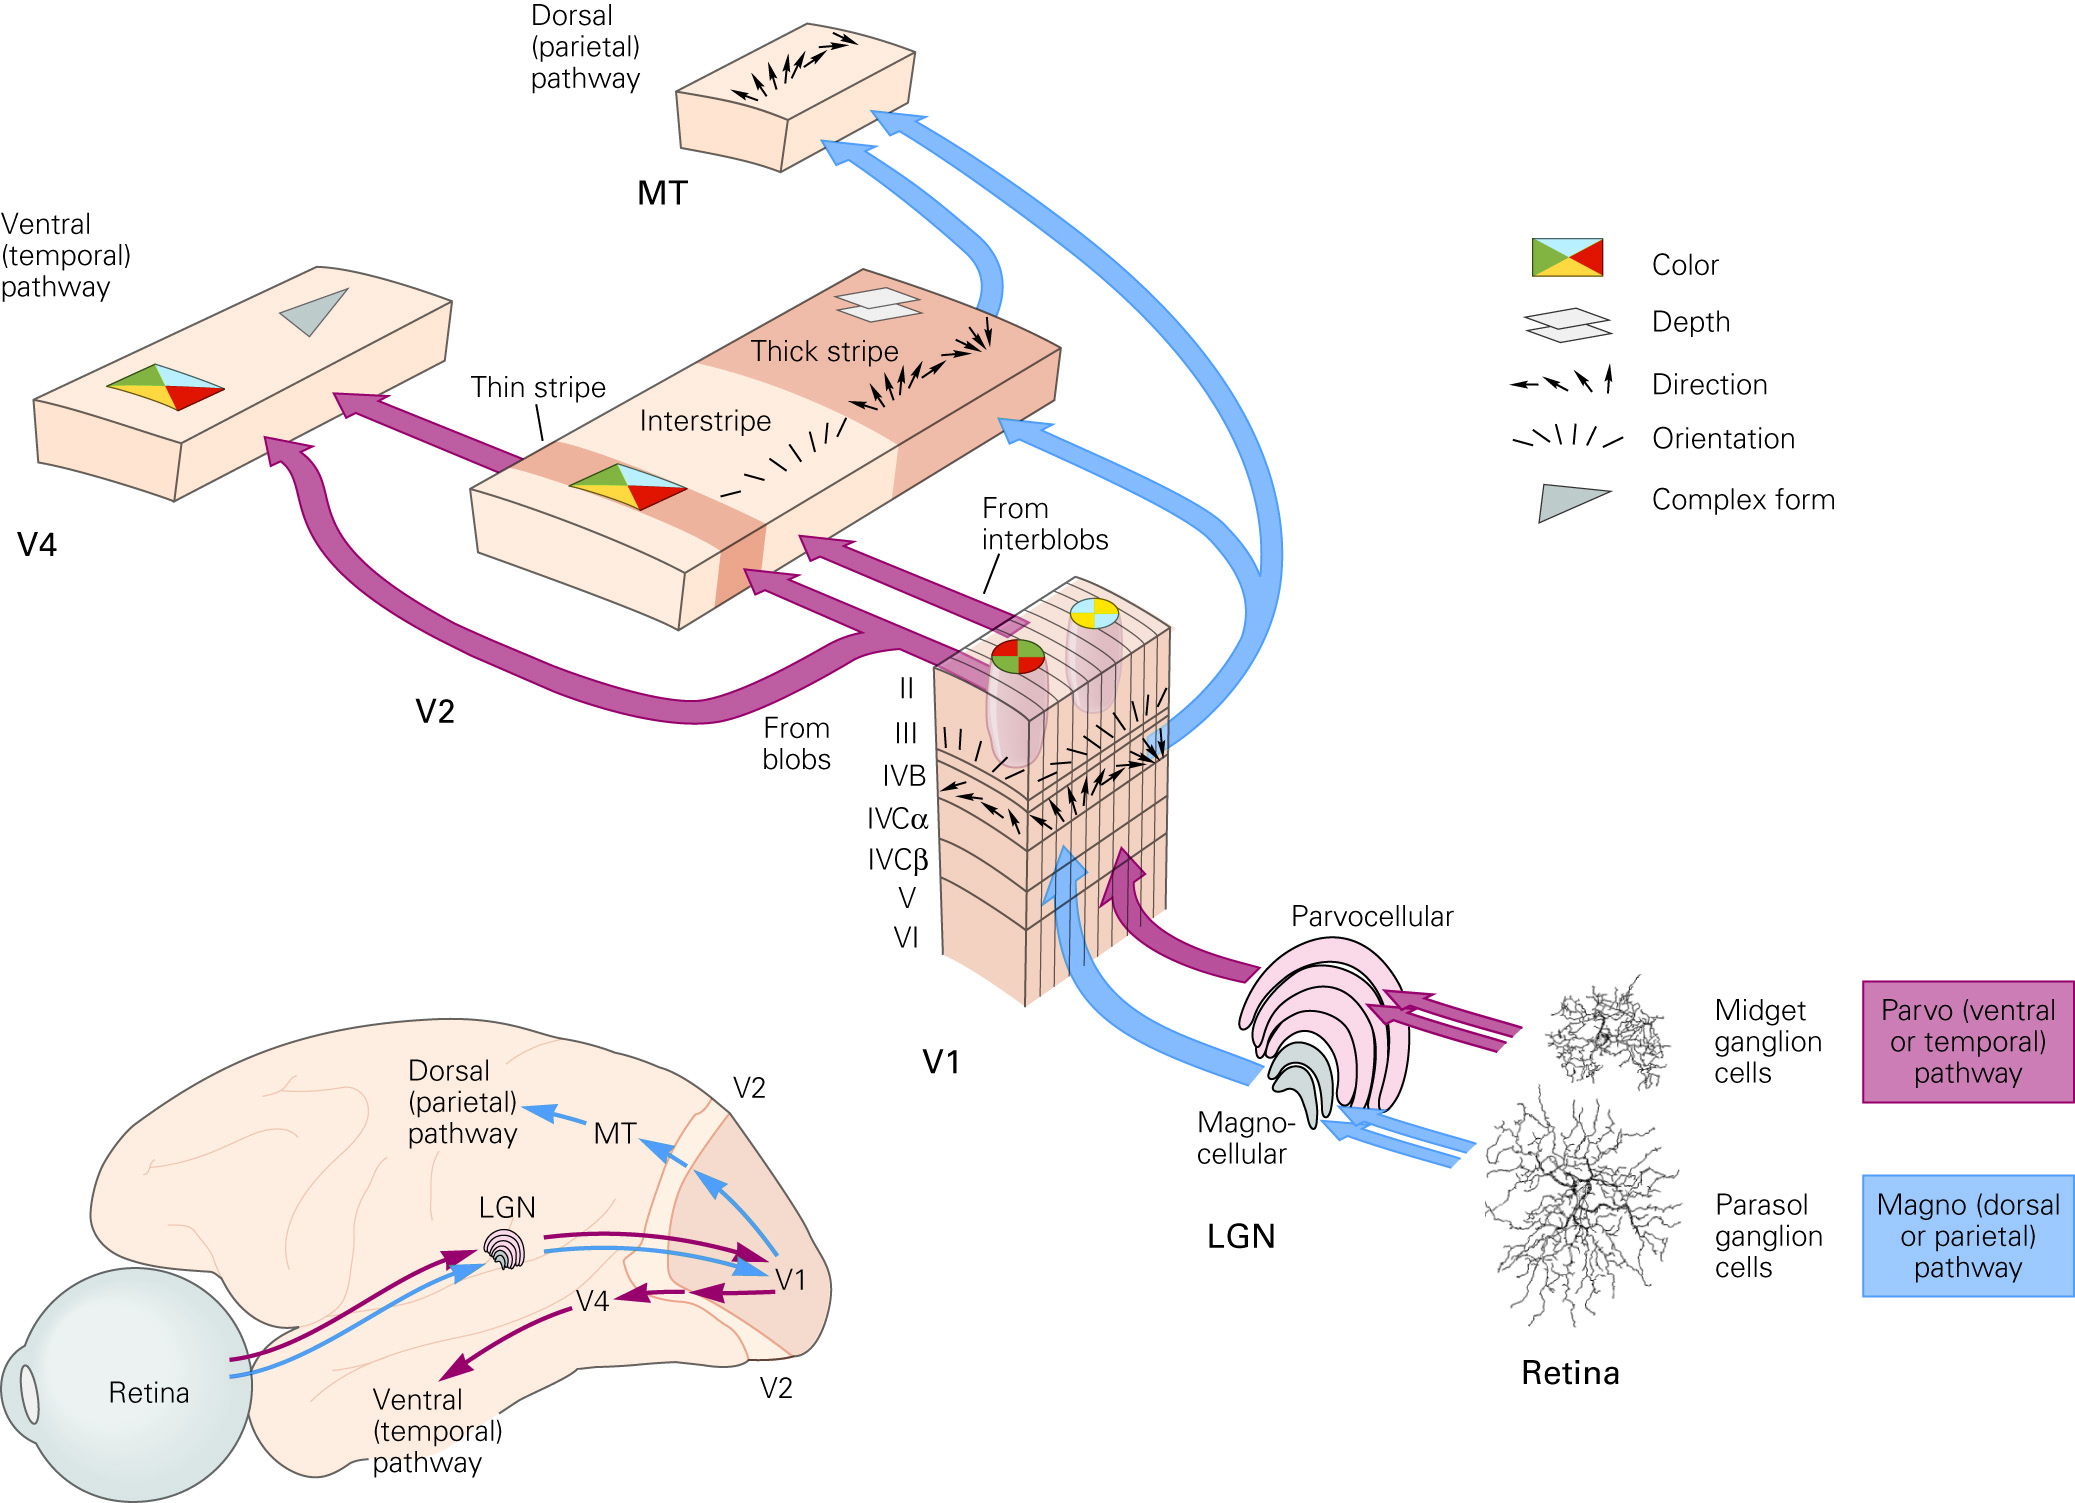 Dorsal
(parietal)
pathway
MT
Ventral
(temporal)
pathway
V4
Thin stripe
Interstripe
Thick stripe
V2
From
interblobs
From
blobs
II
III
IVB
IVCα
IVCβ
V
VI
V1
Color
Depth
Direction
Orientation
Complex form
Parvocellular
Magno-
cellular
LGN
Midget
ganglion
cells
Parasol
ganglion
cells
Retina
Parvo (ventral
or temporal)
pathway
Magno (dorsal
or parietal)
pathway
Dorsal
(parietal)
pathway
MT
V2
LGN
V1
V4
V2
Retina
Ventral
(temporal)
pathway